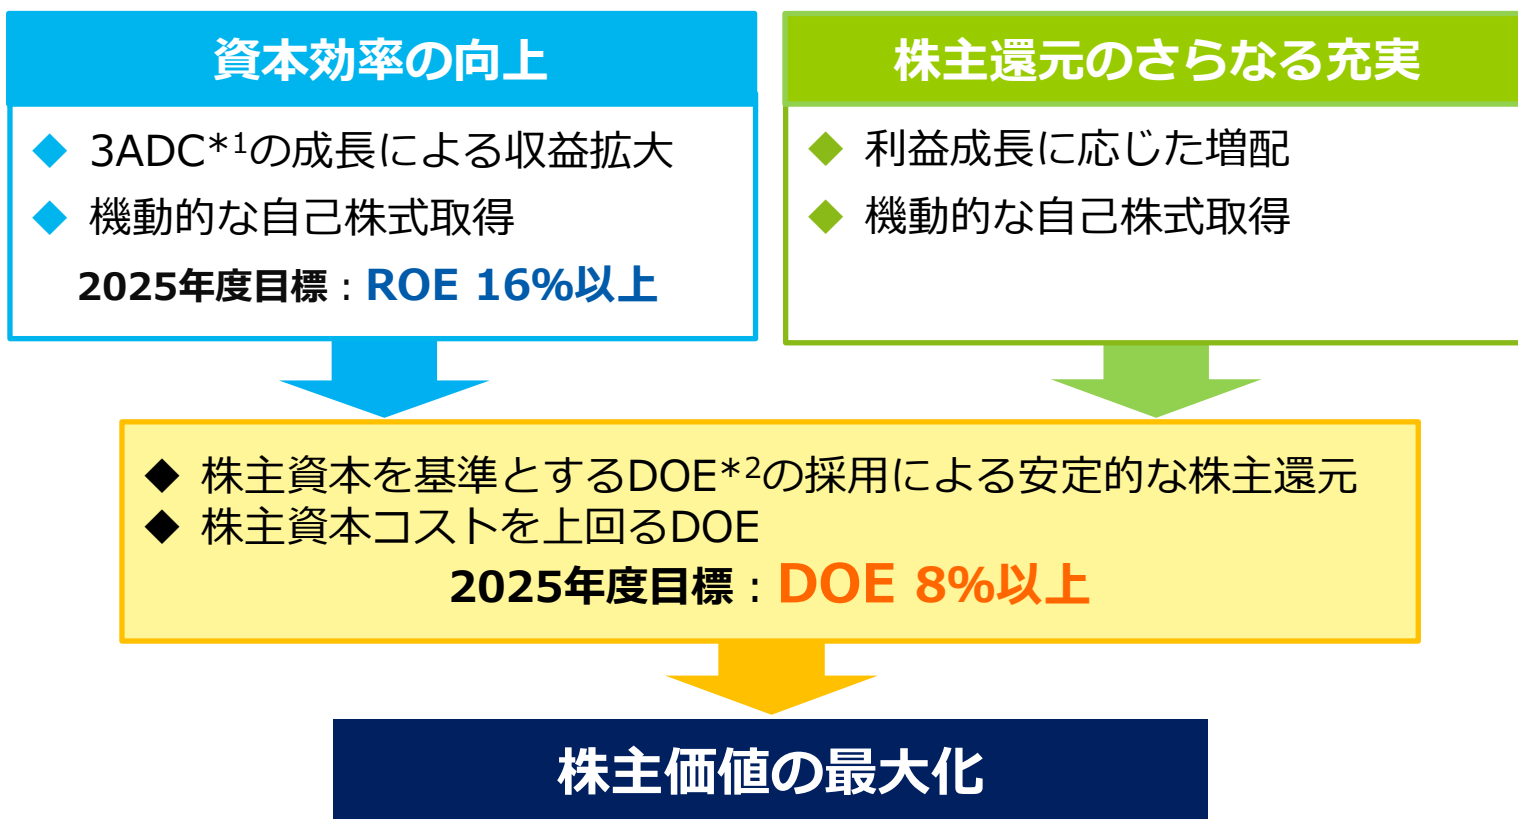 資本効率の向上
◆ 3ADC*1の成長による収益拡大
◆ 機動的な自己株式取得
2025年度目標：ROE 16%以上
株主還元のさらなる充実
◆ 利益成長に応じた増配
◆ 機動的な自己株式取得
◆ 株主資本を基準とするDOE*2の採用による安定的な株主還元
◆ 株主資本コストを上回るDOE
2025年度目標：DOE 8%以上
株主価値の最大化